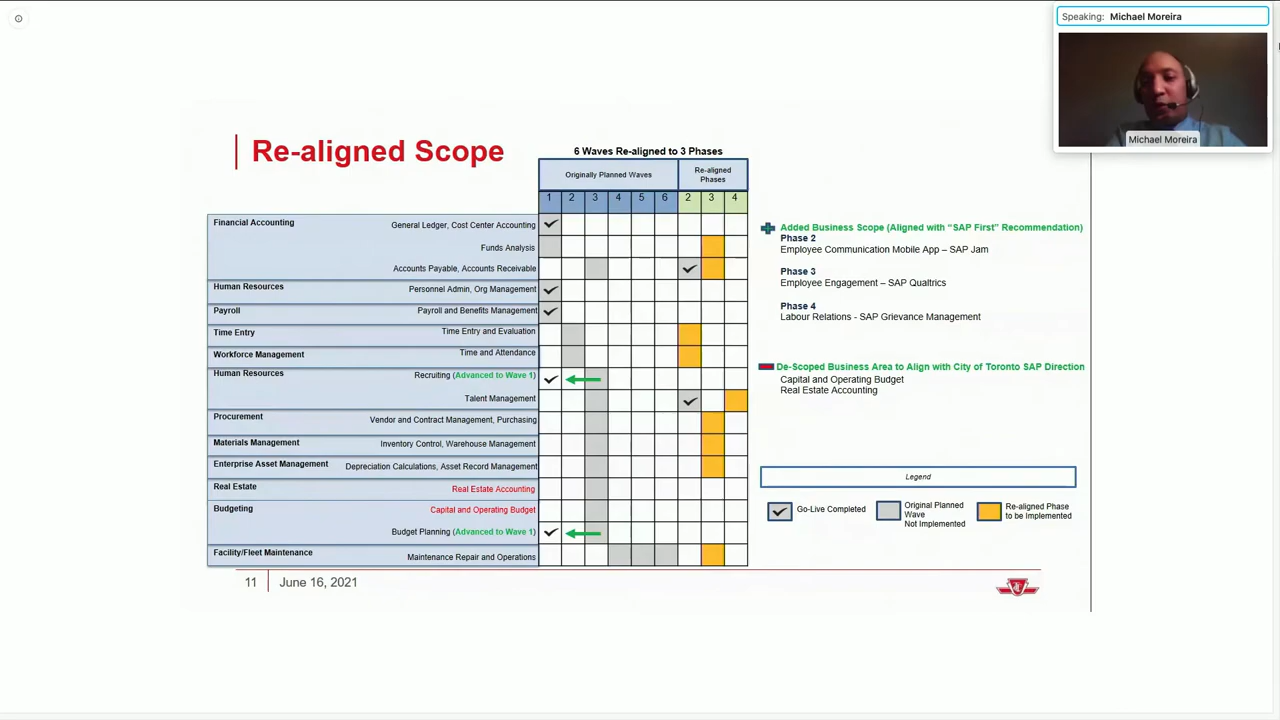 Speaking: Michael Moreira
Michael Moreira
Re-aligned Scope
6 Waves Re-aligned to 3 Phases
Originally Planned Waves
Re-aligned
Phases
1 2 3 4 5 6 2 3 4
Financial Accounting
General Ledger, Cost Center Accounting
Funds Analysis
Accounts Payable, Accounts Receivable
Human Resources Personnel Admin, Org Management
Payroll Payroll and Benefits Management
Time Entry Time Entry and Evaluation
Workforce Management Time and Attendance
Human Resources Recruiting (Advanced to Wave 1)
Talent Management
Procurement Vendor and Contract Management, Purchasing
Materials Management Inventory Control, Warehouse Management
Enterprise Asset Management Depreciation Calculations, Asset Record Management
Real Estate Real Estate Accounting
Budgeting Capital and Operating Budget
Budget Planning (Advanced to Wave 1)
Facility/Fleet Maintenance Maintenance Repair and Operations
Added Business Scope (Aligned with “SAP First” Recommendation)
Phase 2
Employee Communication Mobile App – SAP Jam
Phase 3
Employee Engagement – SAP Qualtrics
Phase 4
Labour Relations - SAP Grievance Management
De-Scoped Business Area to Align with City of Toronto SAP Direction
Capital and Operating Budget
Real Estate Accounting
Legend
Go-Live Completed
Original Planned
Wave
Not Implemented
Re-aligned Phase
to be Implemented
11 June 16, 2021